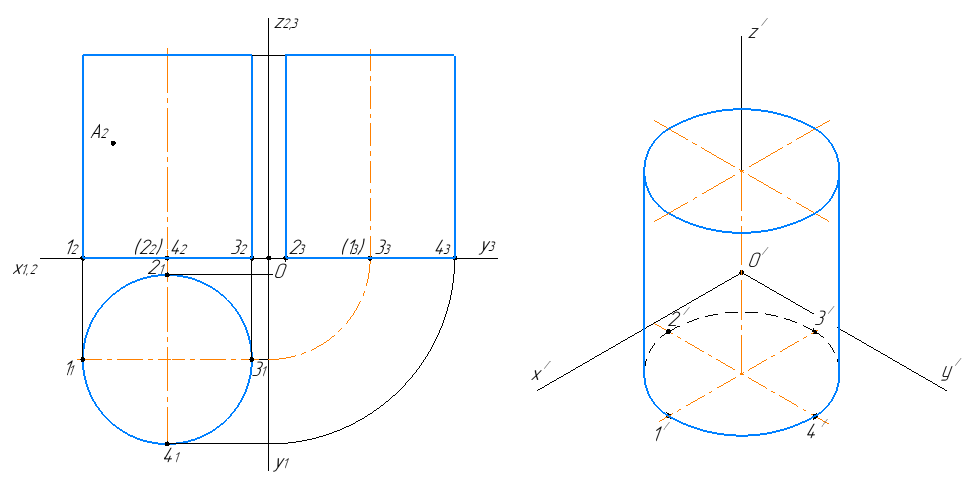 z₂,₃
A₂
1₂ (2₂) 4₂ 3₂ 2₃ (1₃) 3₃ 4₃ y₃
x₁,₂ 2₁ O
1₁ 3₁
4₁ y₁
z′
O′
2′ 3′
x′ y′
1′ 4′